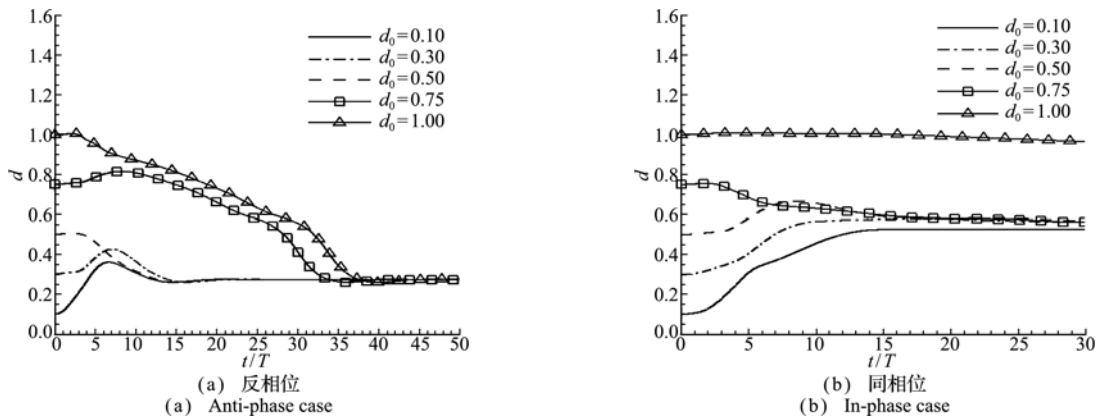 1.6
1.4
1.2
1.0
0.8
0.6
0.4
0.2
0.0
d
d₀=0.10
d₀=0.30
d₀=0.50
d₀=0.75
d₀=1.00
0 5 10 15 20 25 30 35 40 45 50
t/T
(a) 反相位
(a) Anti-phase case
1.6
1.4
1.2
1.0
0.8
0.6
0.4
0.2
0.0
d
d₀=0.10
d₀=0.30
d₀=0.50
d₀=0.75
d₀=1.00
0 5 10 15 20 25 30
t/T
(b) 同相位
(b) In-phase case